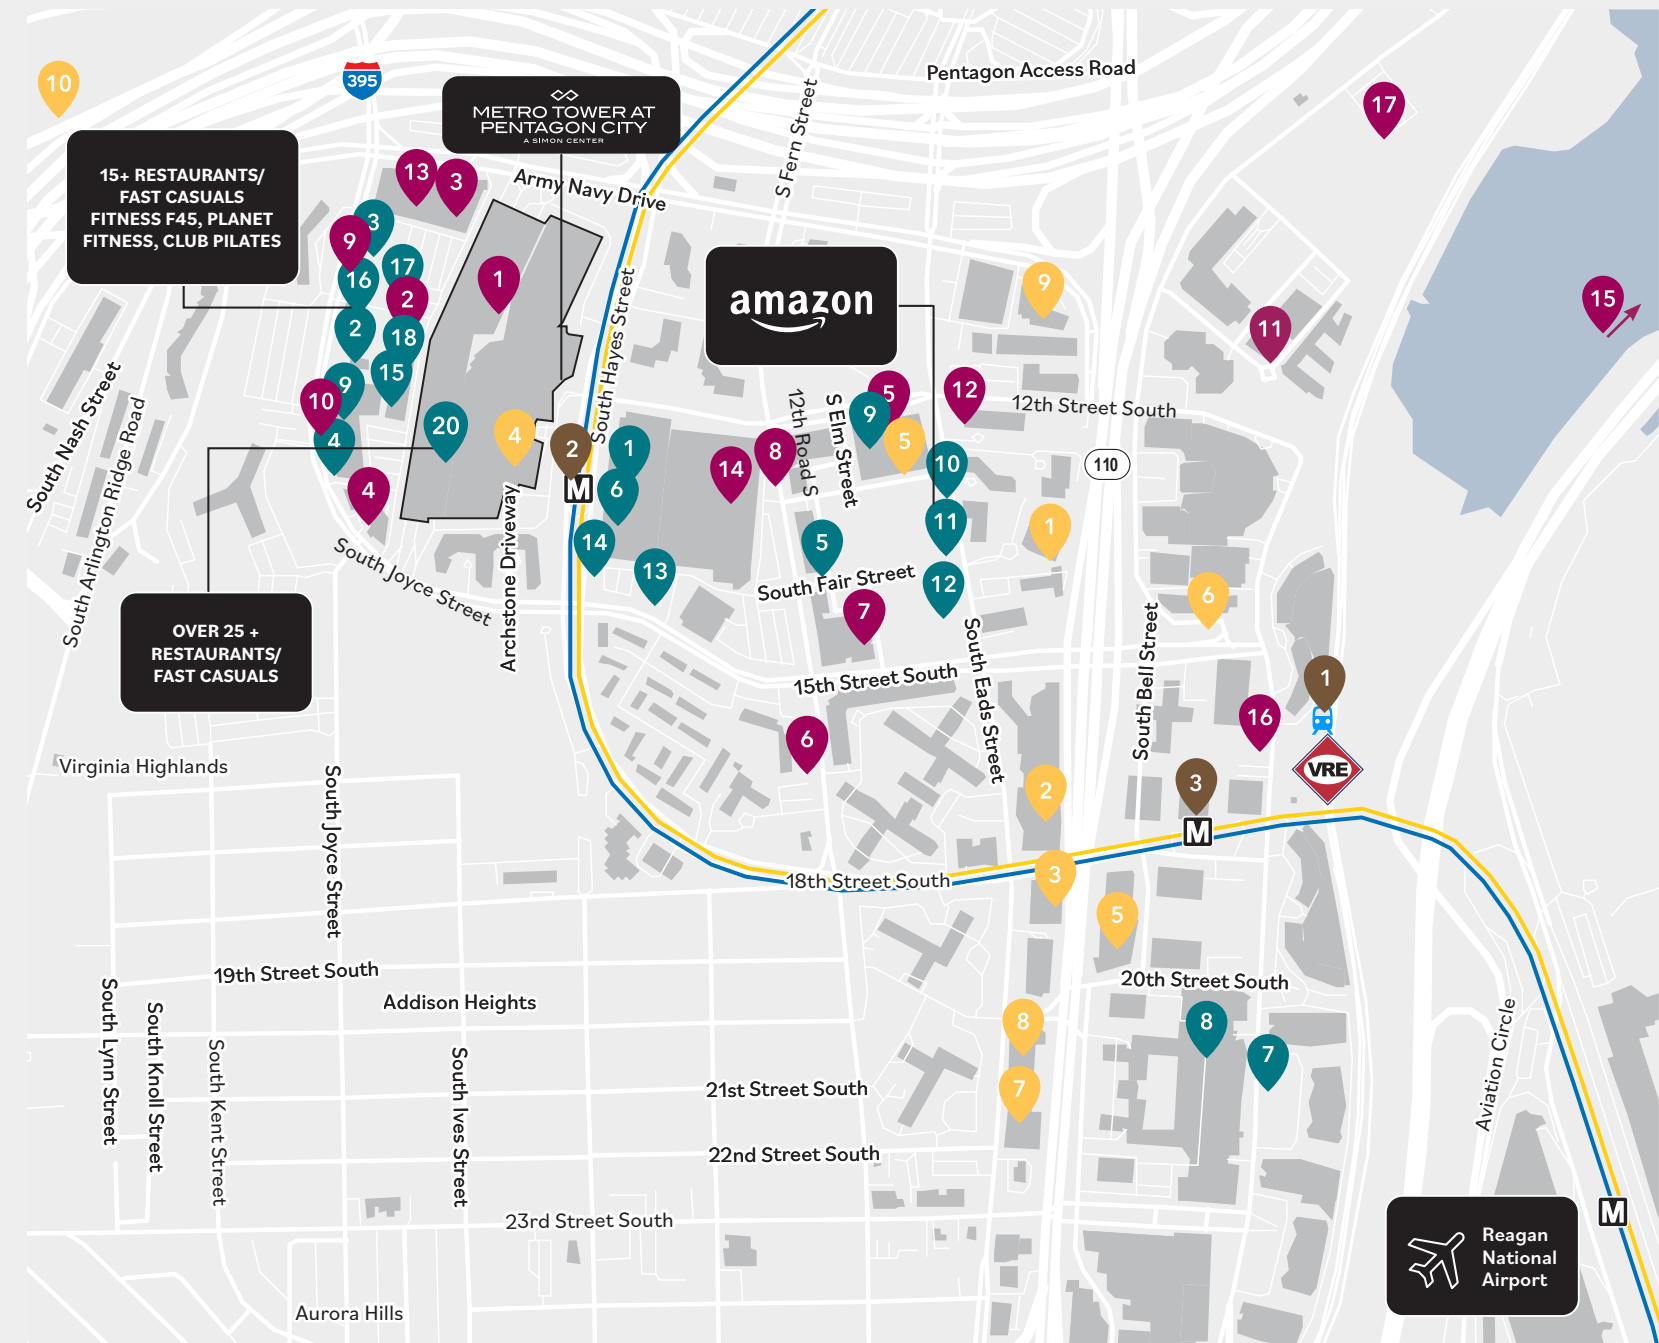 Pentagon Access Road
10
395
METRO TOWER AT
PENTAGON CITY
A SIMON CENTER
17
S Fern Street
15+ RESTAURANTS/
FAST CASUALS
FITNESS F45, PLANET
FITNESS, CLUB PILATES
13
3
Army Navy Drive
3
9
17
16
1
2
2
18
9
15
10
4
20
4
4
South Hayes Street
2
M
1
6
14
13
amazon
9
11
15
5
12
9
5
12th Street South
12th Road S
S Elm Street
8
14
10
110
11
1
5
12
South Fair Street
7
6
South Nash Street
South Arlington Ridge Road
South Joyce Street
Archstone Driveway
OVER 25 +
RESTAURANTS/
FAST CASUALS
15th Street South
South Eads Street
South Bell Street
1
16
6
VRE
2
3
M
Virginia Highlands
South Joyce Street
18th Street South
3
5
19th Street South
Addison Heights
20th Street South
8
8
7
7
South Lynn Street
South Knoll Street
South Kent Street
South Ives Street
21st Street South
22nd Street South
23rd Street South
Aurora Hills
Aviation Circle
M
Reagan
National
Airport